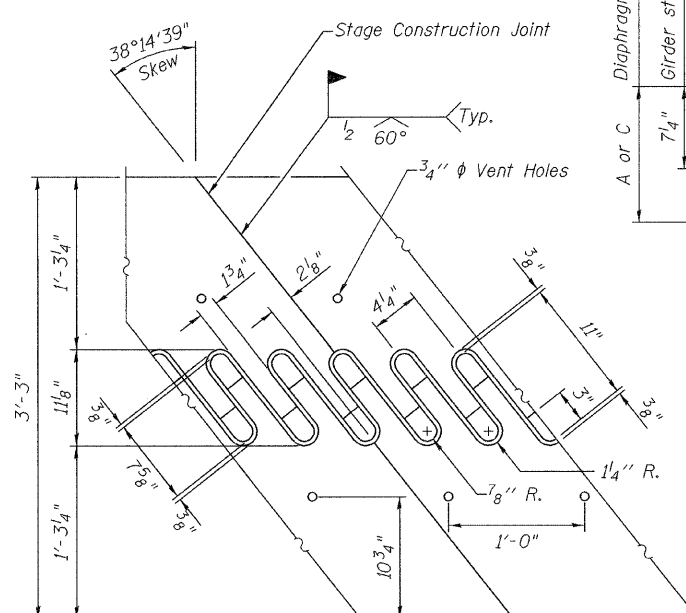 38°14'39"
Skew
Stage Construction Joint
1/2 60° Typ.
3/4" ϕ Vent Holes
A or C
Diaphragm
Girder st
7 1/4"
3'-3"
1'-3 1/4"
11 1/8"
1'-3 1/4"
1 3/4"
2 1/8"
4 1/4"
3/8"
11"
3"
3/8"
3/8"
7 5/8"
3/8"
1 1/4" R.
7/8" R.
1'-0"
10 3/4"